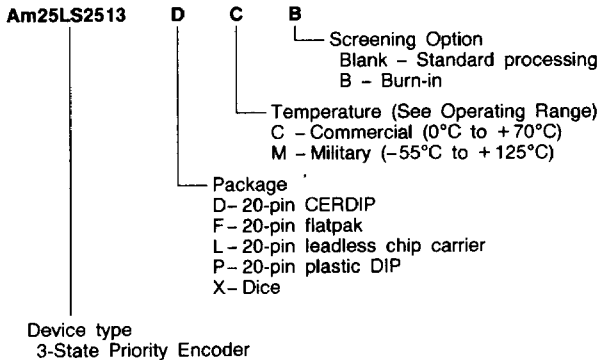 Am25LS2513 D C B
Screening Option
Blank – Standard processing
B – Burn-in
Temperature (See Operating Range)
C – Commercial (0°C to +70°C)
M – Military (–55°C to +125°C)
Package
D– 20-pin CERDIP
F– 20-pin flatpak
L– 20-pin leadless chip carrier
P– 20-pin plastic DIP
X– Dice
Device type
3-State Priority Encoder